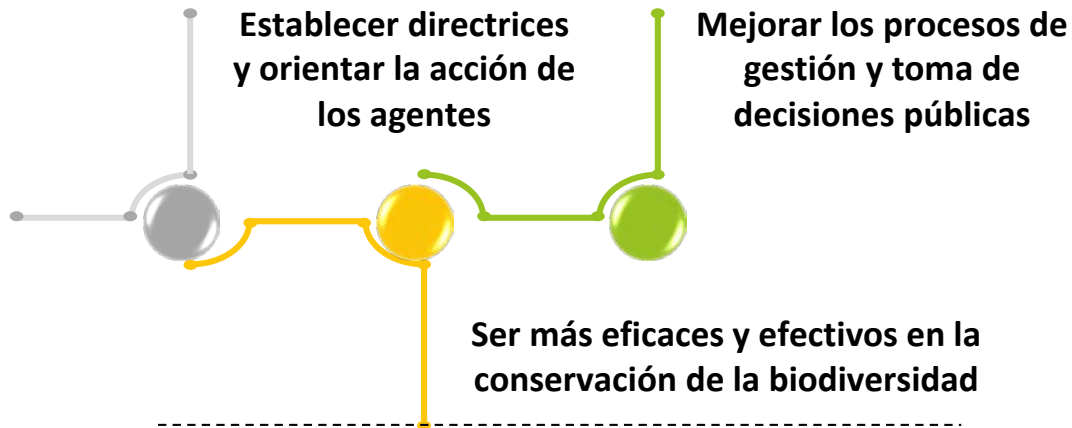 Establecer directrices
y orientar la acción de
los agentes
Mejorar los procesos de
gestión y toma de
decisiones públicas
Ser más eficaces y efectivos en la
conservación de la biodiversidad